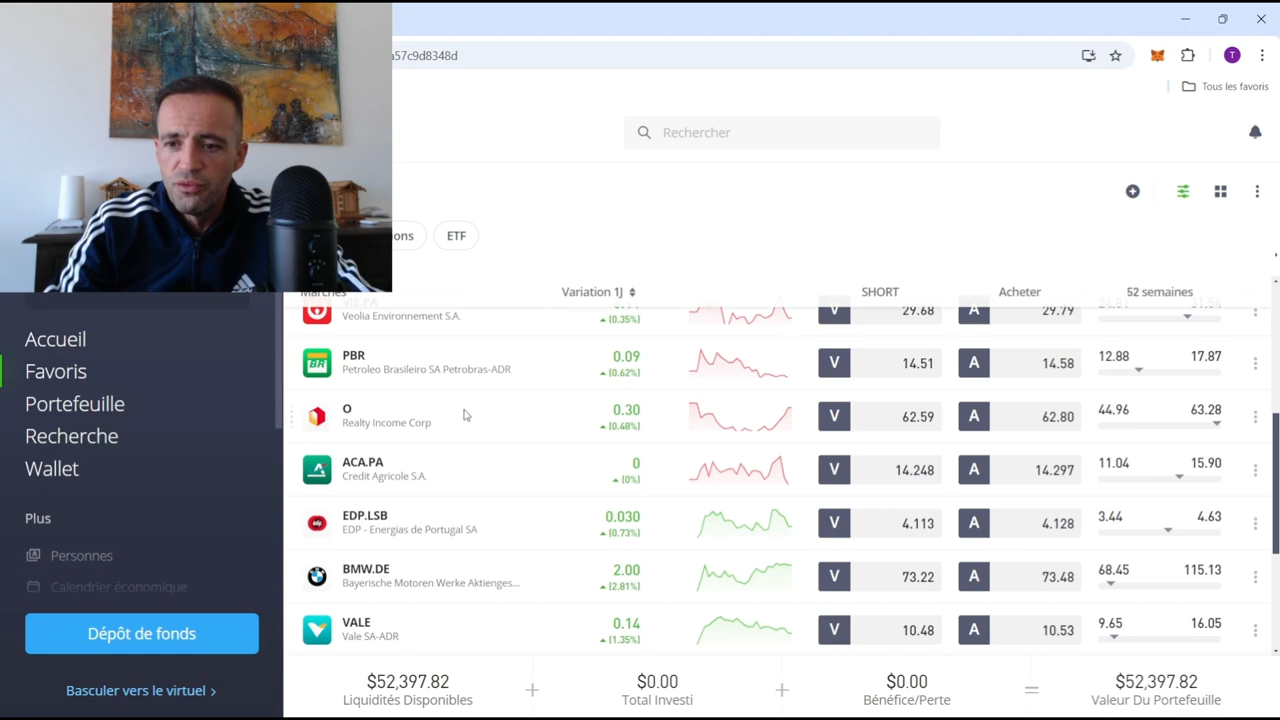 a57c9d8348d
Tous les favoris
Rechercher
ons
ETF
Marchés
Variation 1J
SHORT
Acheter
52 semaines
Veolia Environnement S.A.
(0.35%)
V
29.68
A
29.79
PBR
Petroleo Brasileiro SA Petrobras-ADR
0.09
(0.62%)
V
14.51
A
14.58
12.88
17.87
O
Realty Income Corp
0.30
(0.48%)
V
62.59
A
62.80
44.96
63.28
ACA.PA
Credit Agricole S.A.
0
(0%)
V
14.248
A
14.297
11.04
15.90
EDP.LSB
EDP - Energias de Portugal SA
0.030
(0.73%)
V
4.113
A
4.128
3.44
4.63
BMW.DE
Bayerische Motoren Werke Aktienges...
2.00
(2.81%)
V
73.22
A
73.48
68.45
115.13
VALE
Vale SA-ADR
0.14
(1.35%)
V
10.48
A
10.53
9.65
16.05
Accueil
Favoris
Portefeuille
Recherche
Wallet
Plus
Personnes
Calendrier économique
Dépôt de fonds
Basculer vers le virtuel >
$52,397.82
Liquidités Disponibles
+
$0.00
Total Investi
+
$0.00
Bénéfice/Perte
=
$52,397.82
Valeur Du Portefeuille